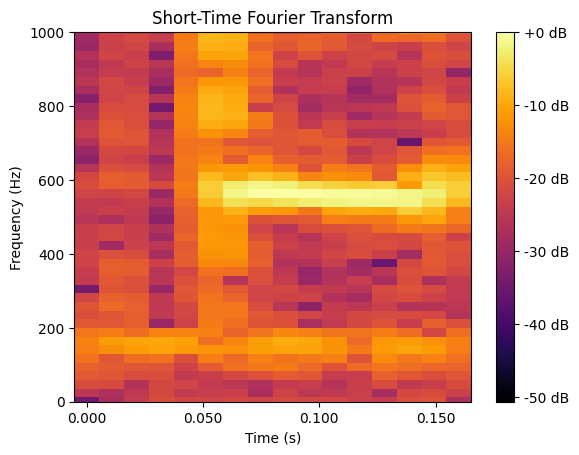 Short-Time Fourier Transform
1000
800
600
400
200
0
Frequency (Hz)
0.000
0.050
0.100
0.150
Time (s)
+0 dB
-10 dB
-20 dB
-30 dB
-40 dB
-50 dB